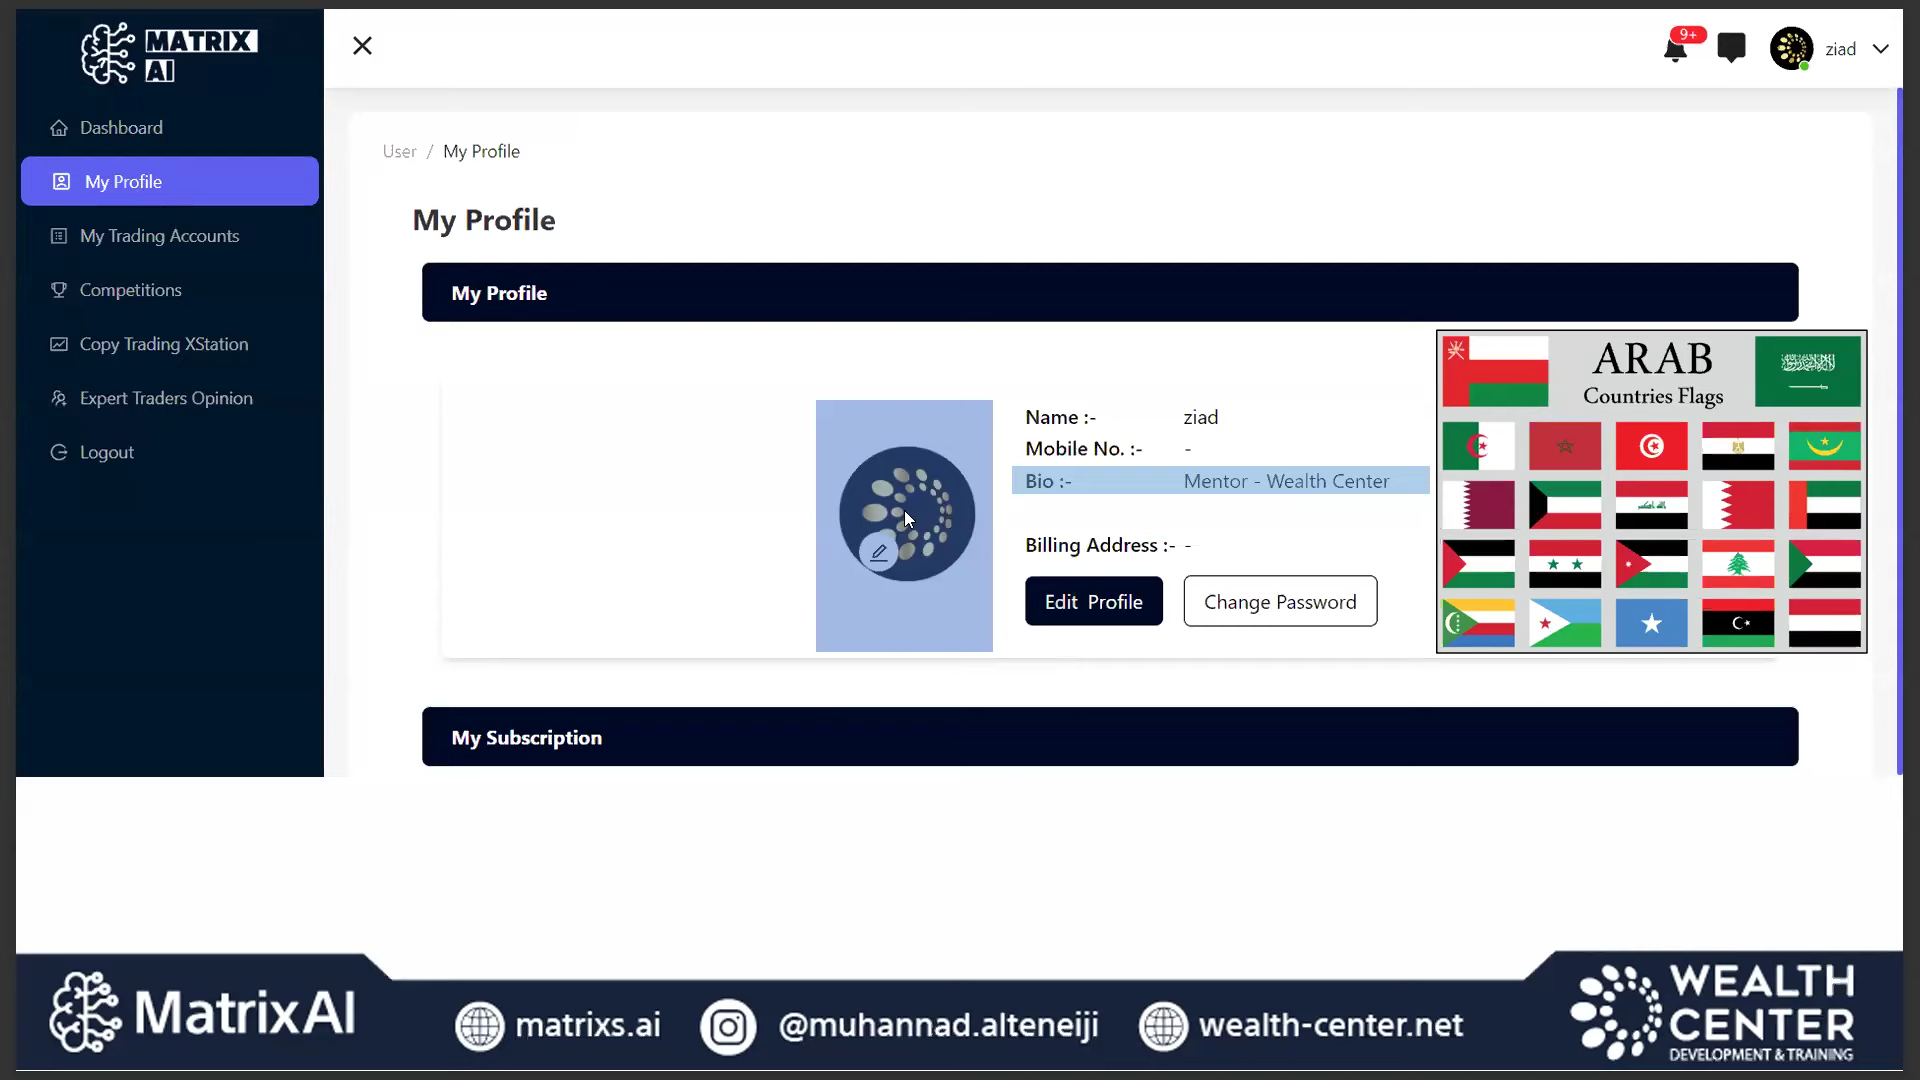 MATRIX
AI
9+
ziad
Dashboard
My Profile
My Trading Accounts
Competitions
Copy Trading XStation
Expert Traders Opinion
Logout
User / My Profile
My Profile
My Profile
Name :- ziad
Mobile No. :- -
Bio :- Mentor - Wealth Center
Billing Address :- -
Edit Profile
Change Password
ARAB
Countries Flags
My Subscription
MatrixAI
matrixs.ai
@muhannad.alteneiji
wealth-center.net
WEALTH
CENTER
DEVELOPMENT & TRAINING